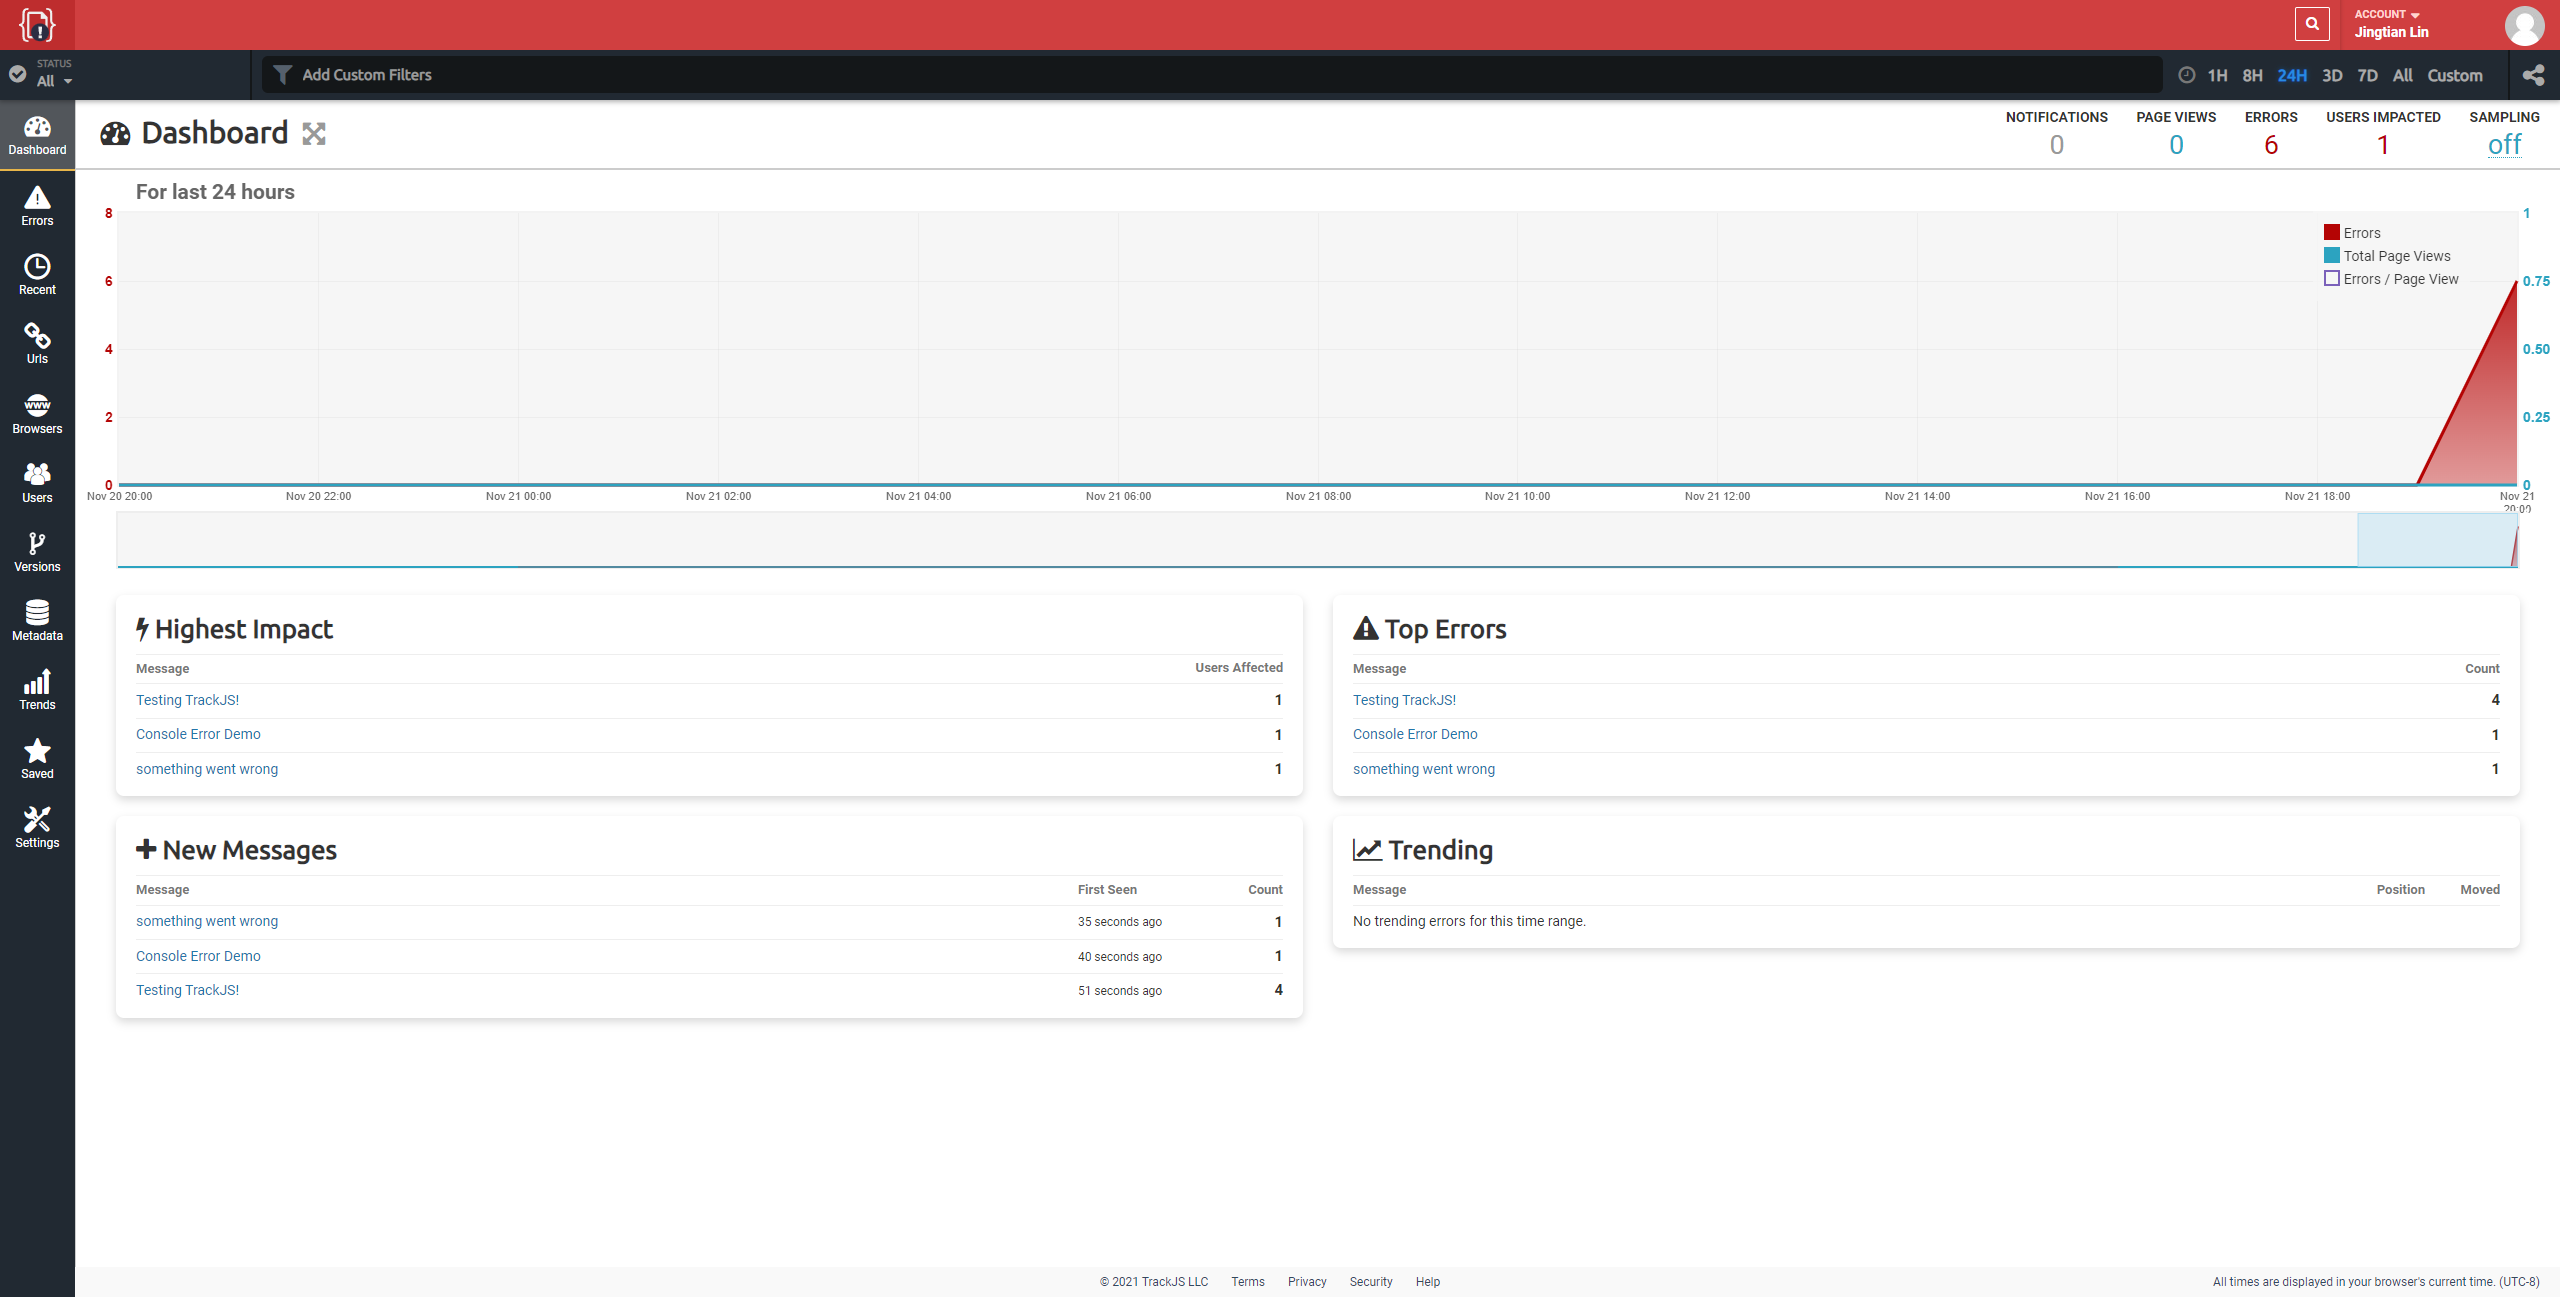 ACCOUNT
Jingtian Lin
STATUS
All
Add Custom Filters
1H 8H 24H 3D 7D All Custom
Dashboard
Errors
Recent
Urls
www
Browsers
Users
Versions
Metadata
Trends
Saved
Settings
Dashboard
NOTIFICATIONS PAGE VIEWS ERRORS USERS IMPACTED SAMPLING
0 0 6 1 off
For last 24 hours
8 1
6 0.75
4 0.50
2 0.25
0 0
Errors
Total Page Views
Errors / Page View
Nov 20 20:00 Nov 20 22:00 Nov 21 00:00 Nov 21 02:00 Nov 21 04:00 Nov 21 06:00 Nov 21 08:00 Nov 21 10:00 Nov 21 12:00 Nov 21 14:00 Nov 21 16:00 Nov 21 18:00 Nov 21
20:00
Highest Impact
Message Users Affected
Testing TrackJS! 1
Console Error Demo 1
something went wrong 1
Top Errors
Message Count
Testing TrackJS! 4
Console Error Demo 1
something went wrong 1
New Messages
Message First Seen Count
something went wrong 35 seconds ago 1
Console Error Demo 40 seconds ago 1
Testing TrackJS! 51 seconds ago 4
Trending
Message Position Moved
No trending errors for this time range.
© 2021 TrackJS LLC Terms Privacy Security Help
All times are displayed in your browser's current time. (UTC-8)